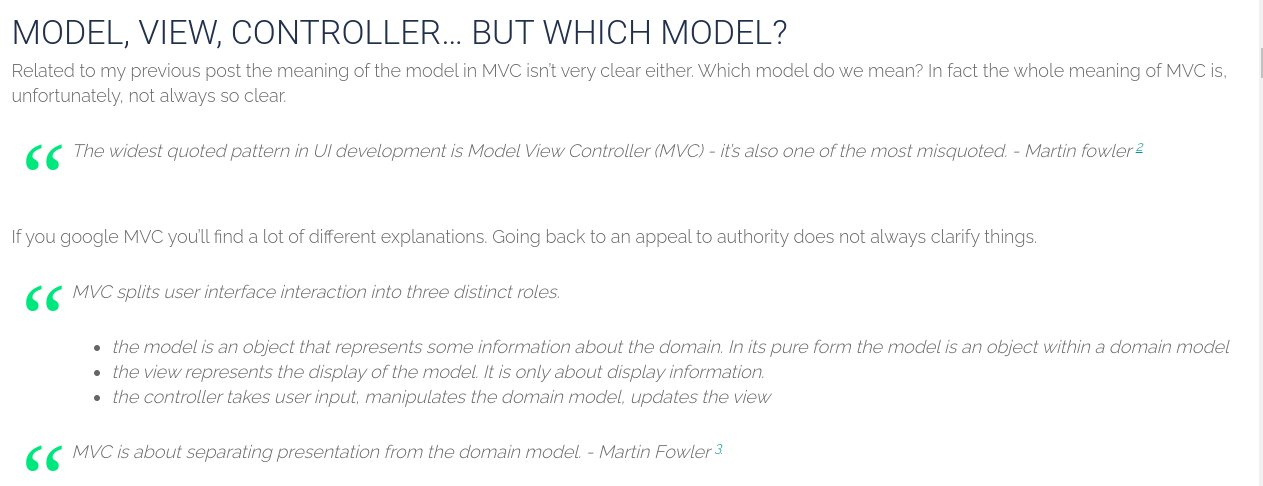 MODEL, VIEW, CONTROLLER... BUT WHICH MODEL?
Related to my previous post the meaning of the model in MVC isn't very clear either. Which model do we mean? In fact the whole meaning of MVC is,
unfortunately, not always so clear.
“ The widest quoted pattern in UI development is Model View Controller (MVC) - it's also one of the most misquoted. - Martin fowler 2
If you google MVC you'll find a lot of different explanations. Going back to an appeal to authority does not always clarify things.
“ MVC splits user interface interaction into three distinct roles.
• the model is an object that represents some information about the domain. In its pure form the model is an object within a domain model
• the view represents the display of the model. It is only about display information.
• the controller takes user input, manipulates the domain model, updates the view
“ MVC is about separating presentation from the domain model. - Martin Fowler 3